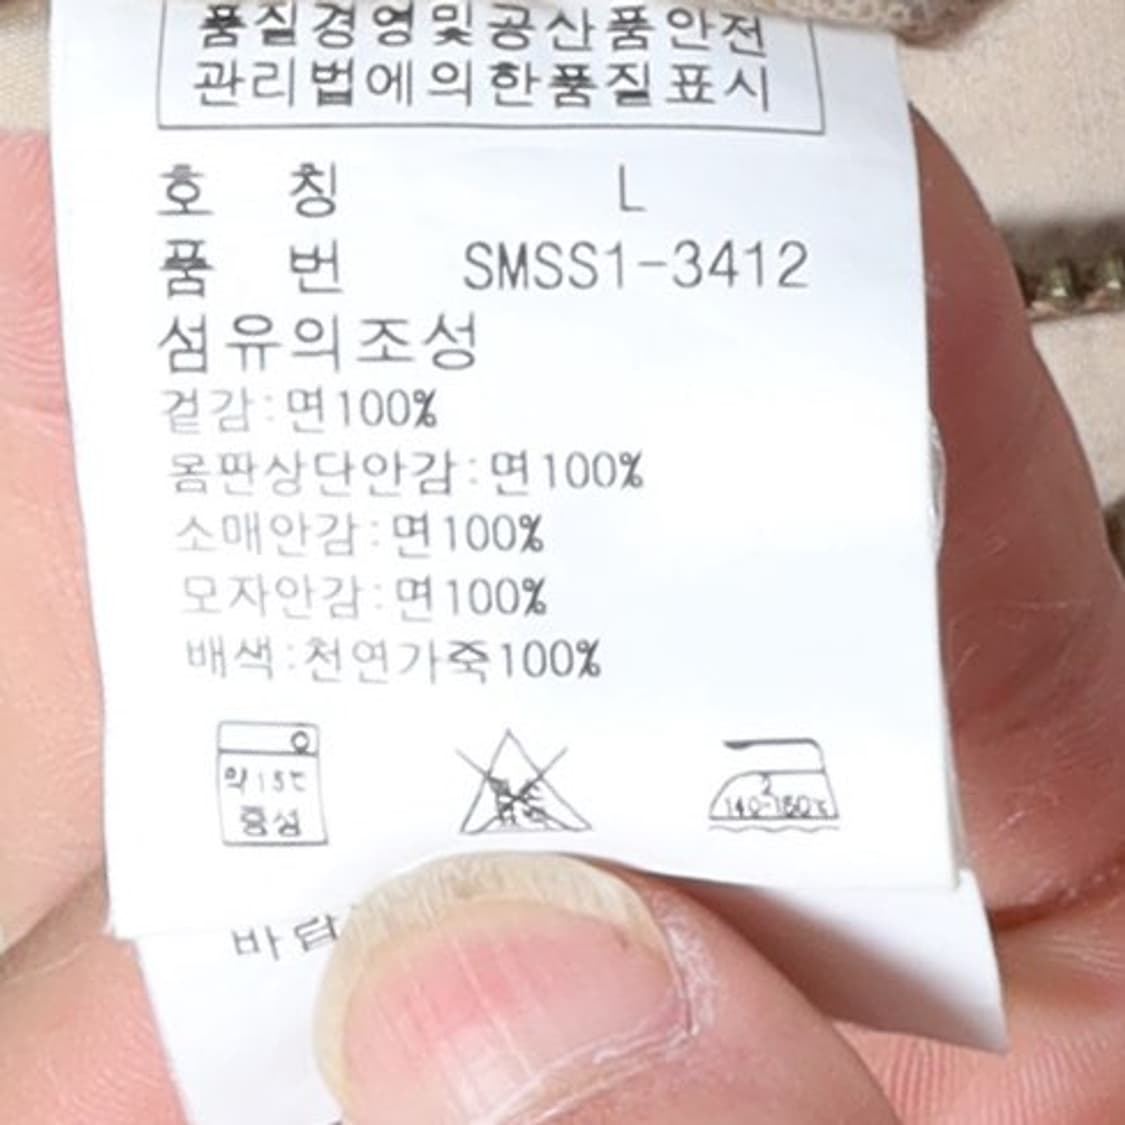 품질경영및공산품안전
관리법에의한품질표시
호 칭 L
품 번 SMSS1-3412
섬유의조성
겉감:면100%
몸판상단안감:면100%
소매안감:면100%
모자안감:면100%
배색:천연가죽100%
약15℃
중성
2
140-160℃